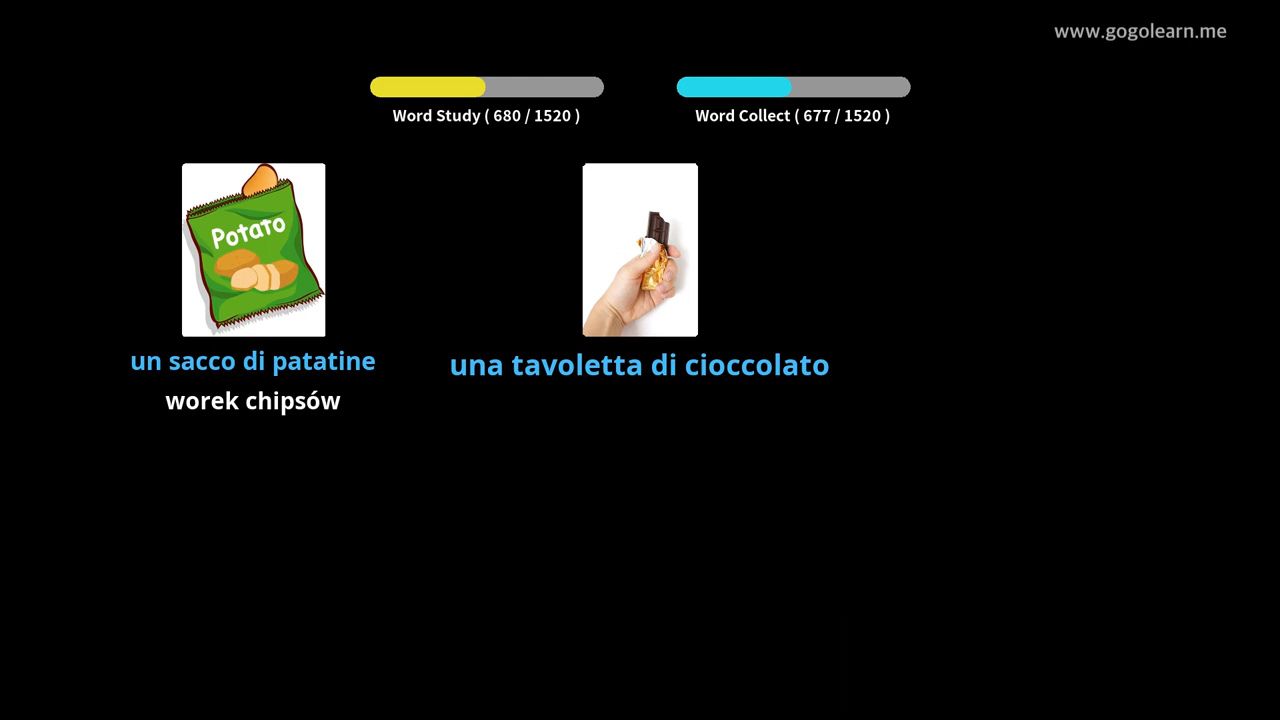 www.gogolearn.me
Word Study ( 680 / 1520 )
Word Collect ( 677 / 1520 )
Potato
un sacco di patatine
worek chipsów
una tavoletta di cioccolato